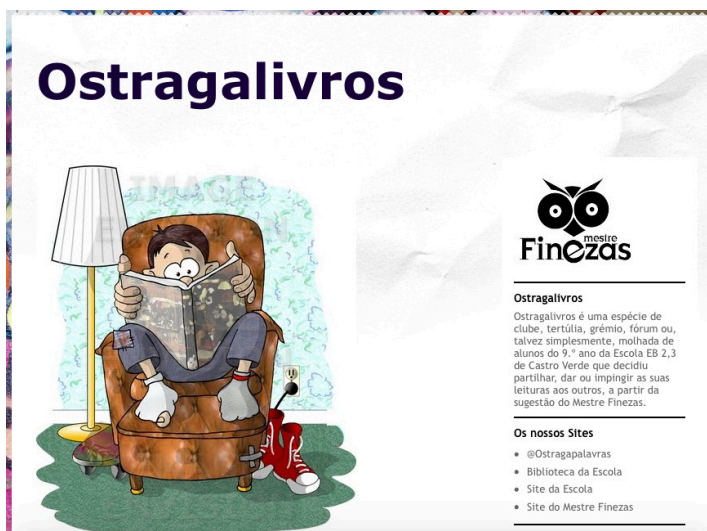 Ostragalivros
mestre
Finezas
Ostragalivros
Ostragalivros é uma espécie de
clube, tertúlia, grémio, fórum ou,
talvez simplesmente, molhada de
alunos do 9.º ano da Escola EB 2,3
de Castro Verde que decidiu
partilhar, dar ou impingir as suas
leituras aos outros, a partir da
sugestão do Mestre Finezas.
Os nossos Sites
@Ostragapalavras
Biblioteca da Escola
Site da Escola
Site do Mestre Finezas